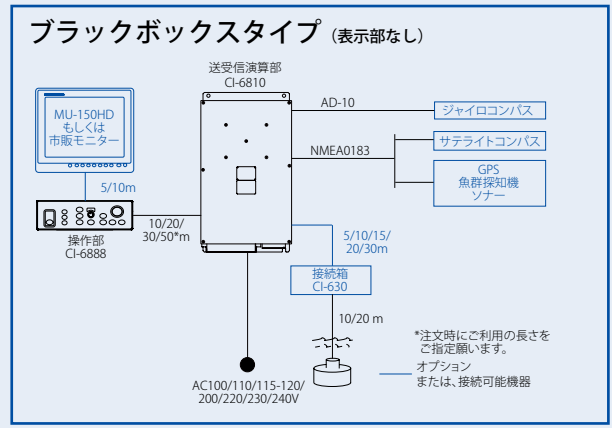 ブラックボックスタイプ（表示部なし）
送受信演算部
CI-6810
MU-150HD
もしくは
市販モニター
AD-10
ジャイロコンパス
NMEA0183
サテライトコンパス
GPS
魚群探知機
ソナー
5/10m
操作部
CI-6888
10/20/
30/50*m
5/10/15/
20/30m
接続箱
CI-630
10/20 m
AC100/110/115-120/
200/220/230/240V
*注文時にご利用の長さを
ご指定願います。
オプション
または、接続可能機器